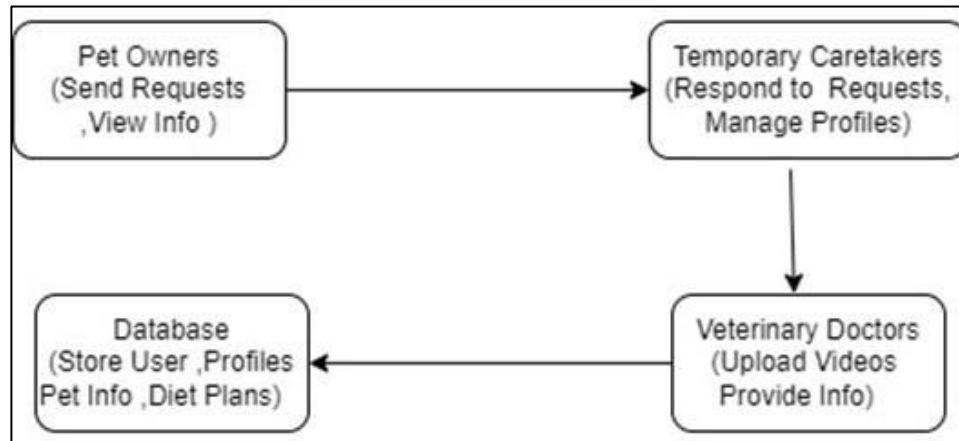 Pet Owners
(Send Requests
,View Info )
Temporary Caretakers
(Respond to Requests,
Manage Profiles)
Database
(Store User ,Profiles
Pet Info ,Diet Plans)
Veterinary Doctors
(Upload Videos
Provide Info)